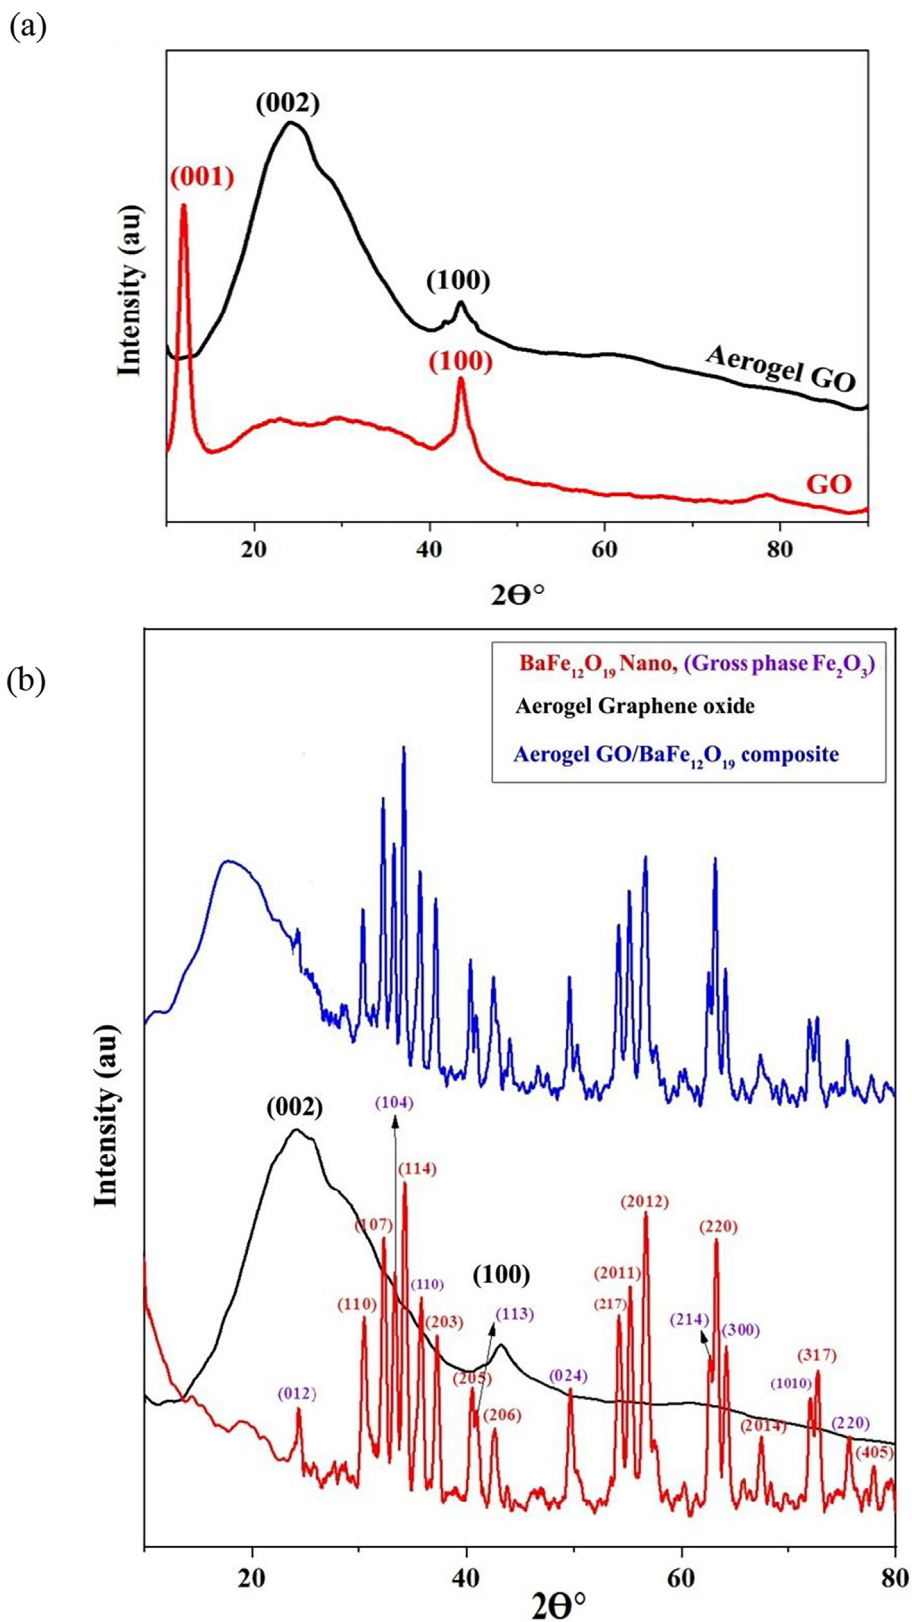 (a)
(002)
(001)
(100)
(100)
Aerogel GO
GO
Intensity (au)
20 40 60 80
2Ө°
(b)
BaFe₁₂O₁₉ Nano, (Gross phase Fe₂O₃)
Aerogel Graphene oxide
Aerogel GO/BaFe₁₂O₁₉ composite
Intensity (au)
(002)
(104)
(114)
(107)
(2012)
(220)
(100)
(2011)
(110)
(110)
(113)
(217)
(214)
(300)
(203)
(317)
(205)
(024)
(1010)
(012)
(206)
(2014)
(220)
(405)
20 40 60 80
2Ө°